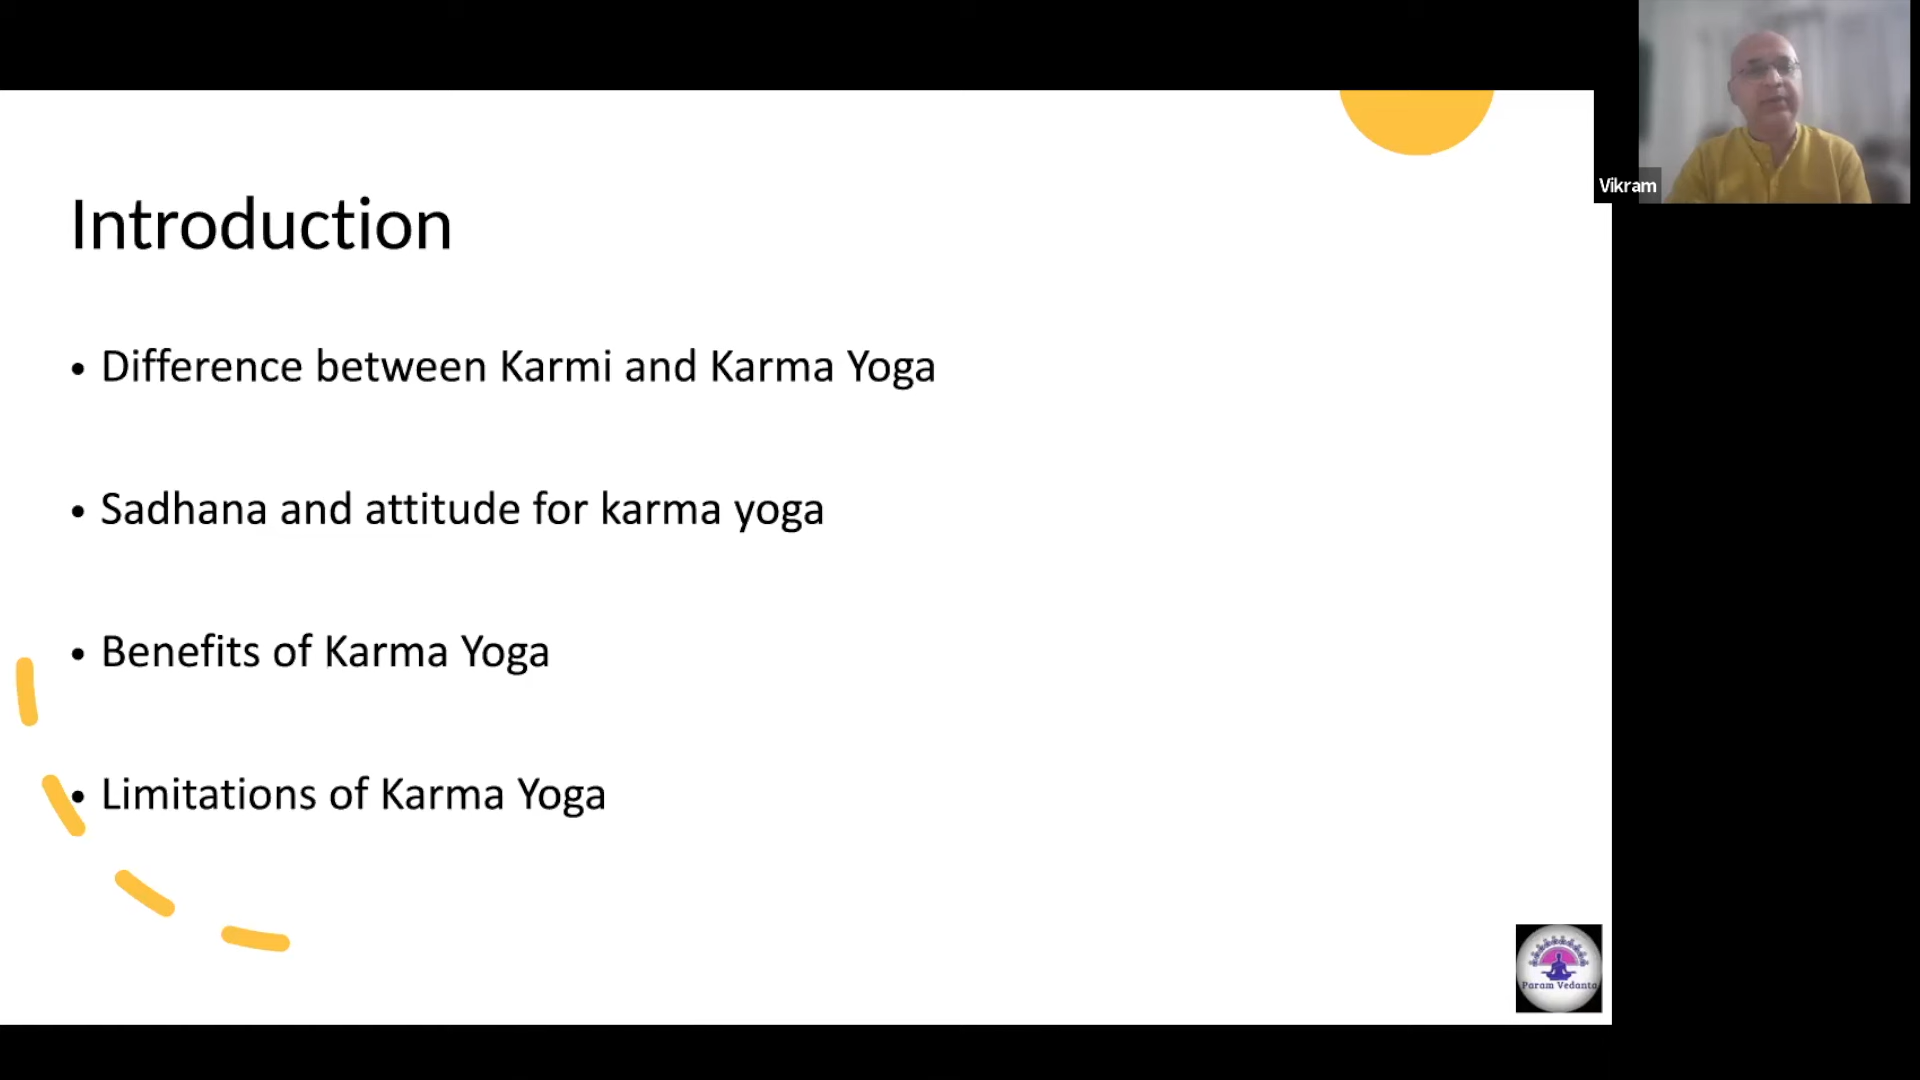 Vikram
Introduction
• Difference between Karmi and Karma Yoga
• Sadhana and attitude for karma yoga
• Benefits of Karma Yoga
• Limitations of Karma Yoga
Param Vedanta